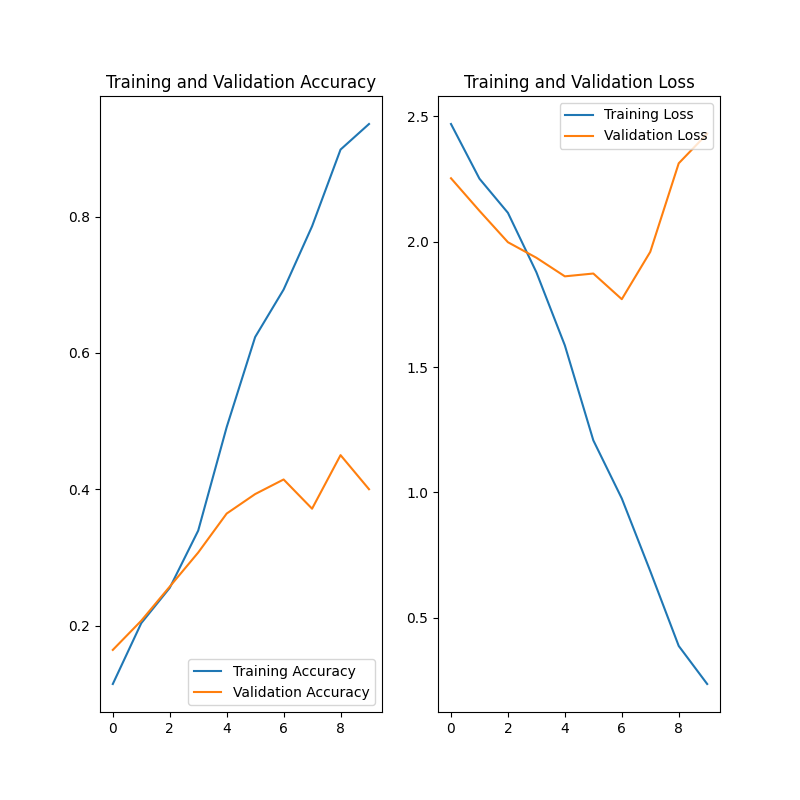 Training and Validation Accuracy
0.8
0.6
0.4
0.2
0 2 4 6 8
Training Accuracy
Validation Accuracy
Training and Validation Loss
2.5
2.0
1.5
1.0
0.5
0 2 4 6 8
Training Loss
Validation Loss